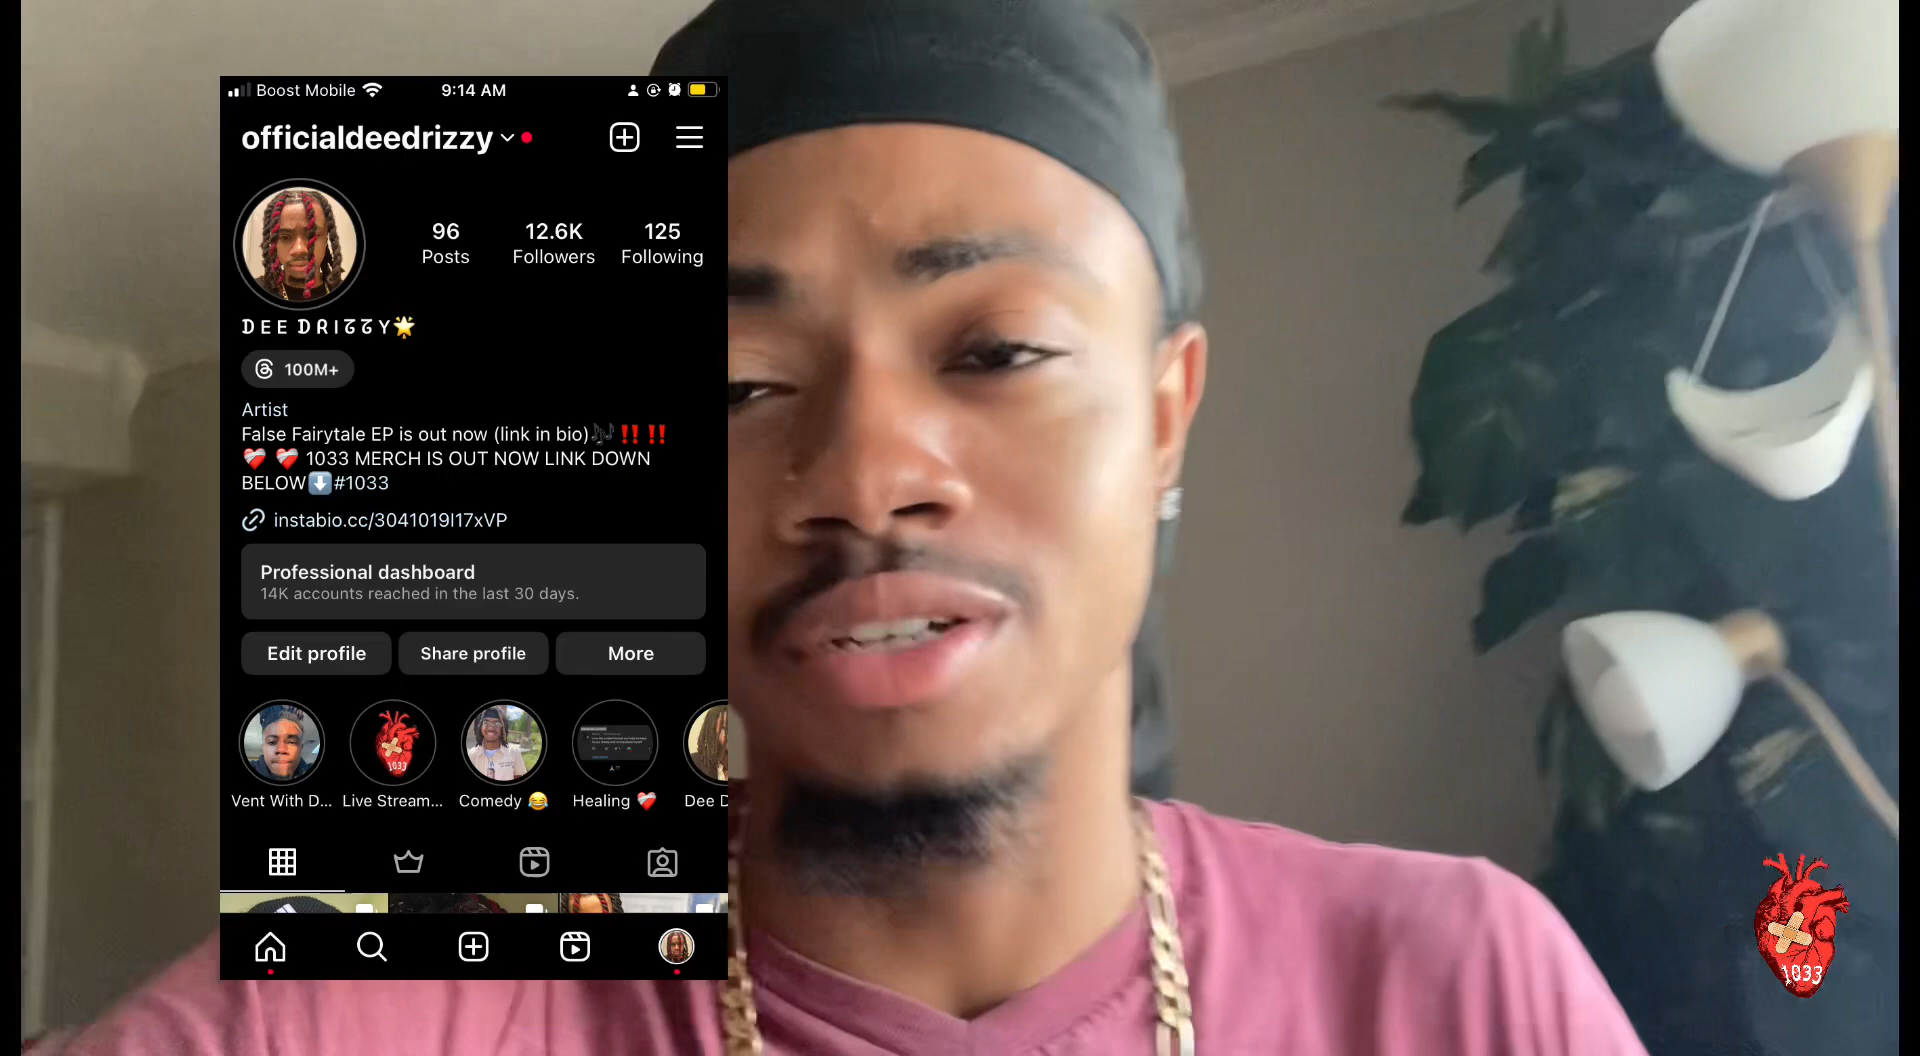 Boost Mobile 9:14 AM
officialdeedrizzy
96 12.6K 125
Posts Followers Following
DEE DRIZZY🌟
100M+
Artist
False Fairytale EP is out now (link in bio)🎶‼️‼️
❤️‍🩹 ❤️‍🩹 1033 MERCH IS OUT NOW LINK DOWN
BELOW⬇️#1033
instabio.cc/3041019I17xVP
Professional dashboard
14K accounts reached in the last 30 days.
Edit profile Share profile More
1033
Vent With D... Live Stream... Comedy 😂 Healing ❤️‍🩹 Dee D
1033